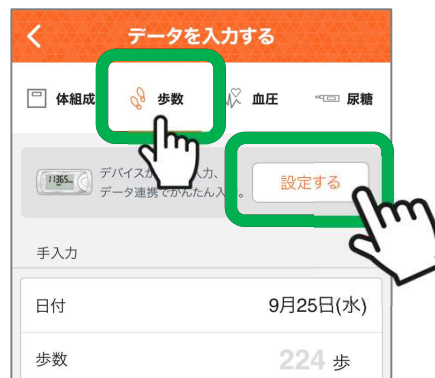 データを入力する
体組成 歩数 血圧 尿糖
11365
デバイスか 入力、
データ連携でかんたん入 。
設定する
手入力
日付 9月25日(水)
歩数 224 歩